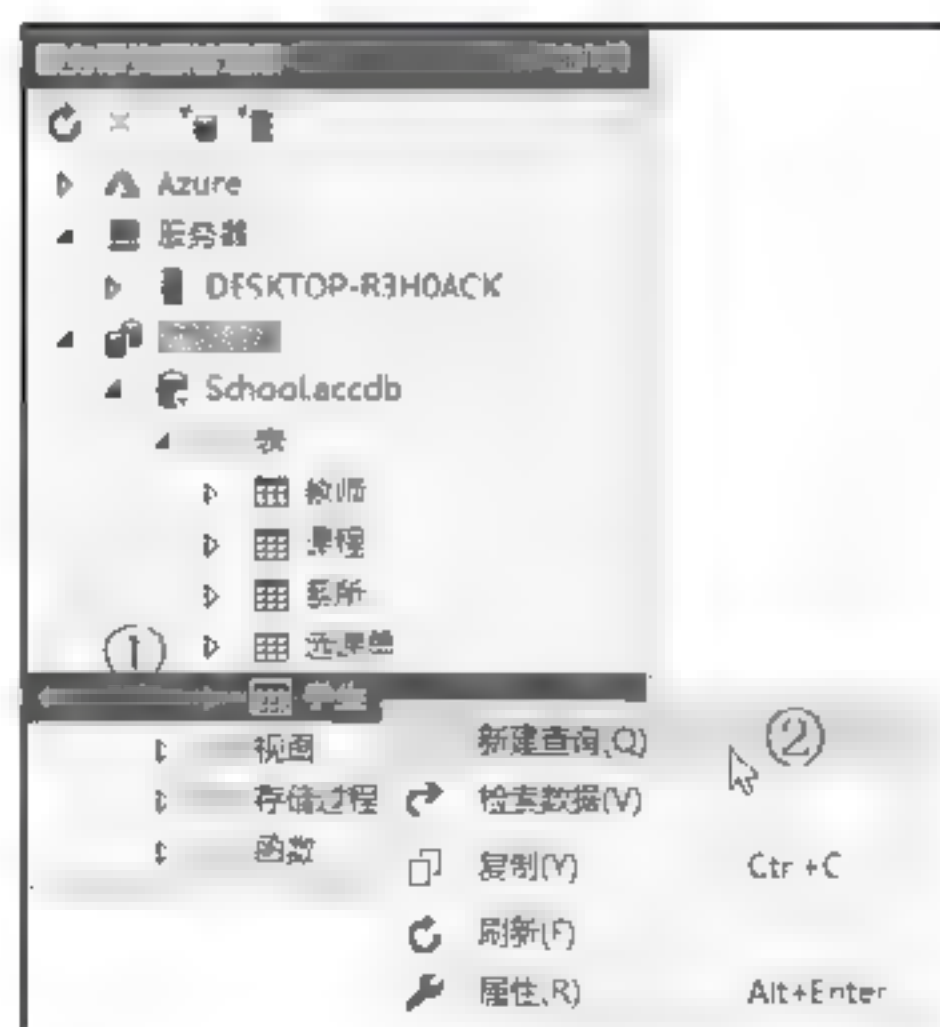 Azure
服务器
DESKTOP-R3H0ACK
School.accdb
表
教师
课程
选课单
①
学生
新建查询(Q)
②
视图
存储过程
检索数据(V)
函数
复制(Y) Ctrl+C
刷新(F)
属性(R) Alt+Enter